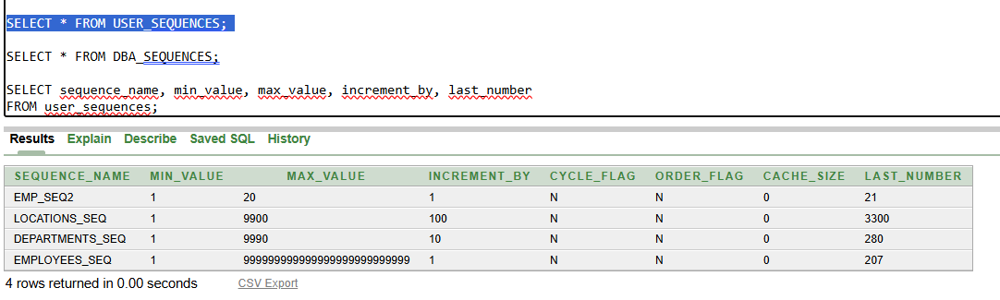 SELECT * FROM USER_SEQUENCES;
SELECT * FROM DBA_SEQUENCES;
SELECT sequence_name, min_value, max_value, increment_by, last_number
FROM user_sequences;
Results Explain Describe Saved SQL History
SEQUENCE_NAME MIN_VALUE MAX_VALUE INCREMENT_BY CYCLE_FLAG ORDER_FLAG CACHE_SIZE LAST_NUMBER
EMP_SEQ2 1 20 1 N N 0 21
LOCATIONS_SEQ 1 9900 100 N N 0 3300
DEPARTMENTS_SEQ 1 9990 10 N N 0 280
EMPLOYEES_SEQ 1 9999999999999999999999999999 1 N N 0 207
4 rows returned in 0.00 seconds CSV Export